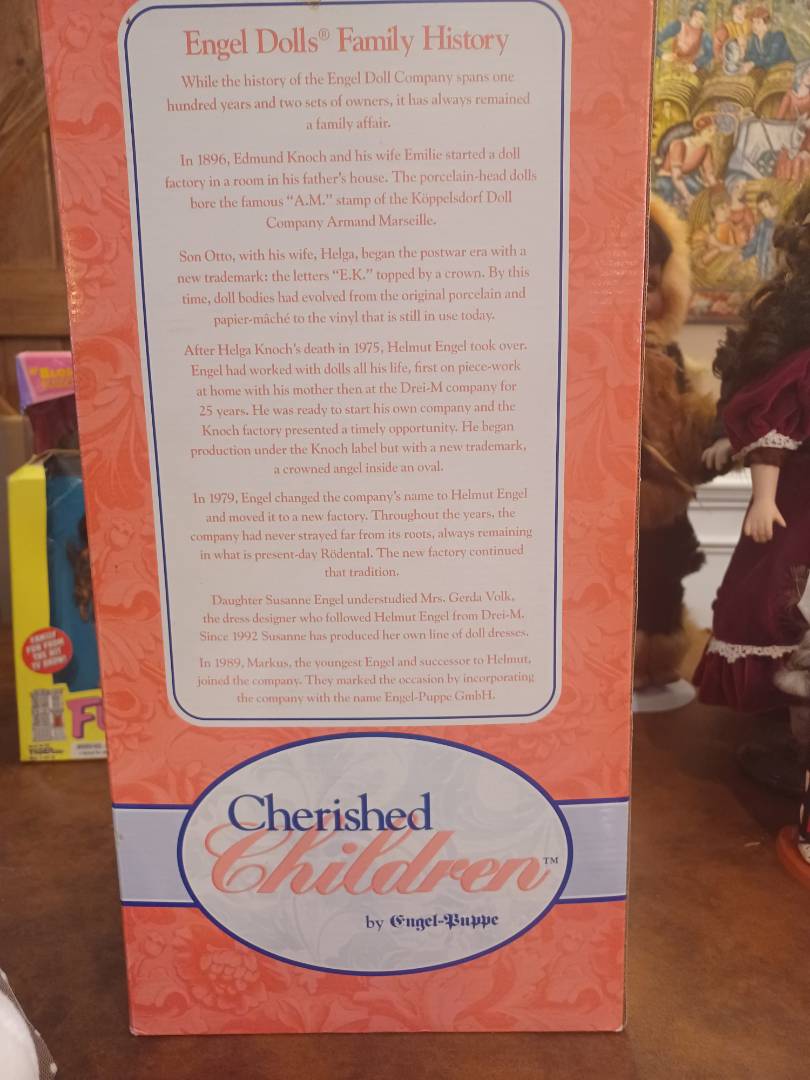 Engel Dolls® Family History
While the history of the Engel Doll Company spans one
hundred years and two sets of owners, it has always remained
a family affair.
In 1896, Edmund Knoch and his wife Emilie started a doll
factory in a room in his father's house. The porcelain-head dolls
bore the famous “A.M.” stamp of the Köppelsdorf Doll
Company Armand Marseille.
Son Otto, with his wife, Helga, began the postwar era with a
new trademark: the letters “E.K.” topped by a crown. By this
time, doll bodies had evolved from the original porcelain and
papier-mâché to the vinyl that is still in use today.
After Helga Knoch's death in 1975, Helmut Engel took over.
Engel had worked with dolls all his life, first on piece-work
at home with his mother then at the Drei-M company for
25 years. He was ready to start his own company and the
Knoch factory presented a timely opportunity. He began
production under the Knoch label but with a new trademark,
a crowned angel inside an oval.
In 1979, Engel changed the company's name to Helmut Engel
and moved it to a new factory. Throughout the years, the
company had never strayed far from its roots, always remaining
in what is present-day Rödental. The new factory continued
that tradition.
Daughter Susanne Engel understudied Mrs. Gerda Volk,
the dress designer who followed Helmut Engel from Drei-M.
Since 1992 Susanne has produced her own line of doll dresses.
In 1989, Markus, the youngest Engel and successor to Helmut,
joined the company. They marked the occasion by incorporating
the company with the name Engel-Puppe GmbH.
Cherished
Children™
by Engel-Puppe
FAMILY
FUN FROM
THE HIT
TV SHOW!